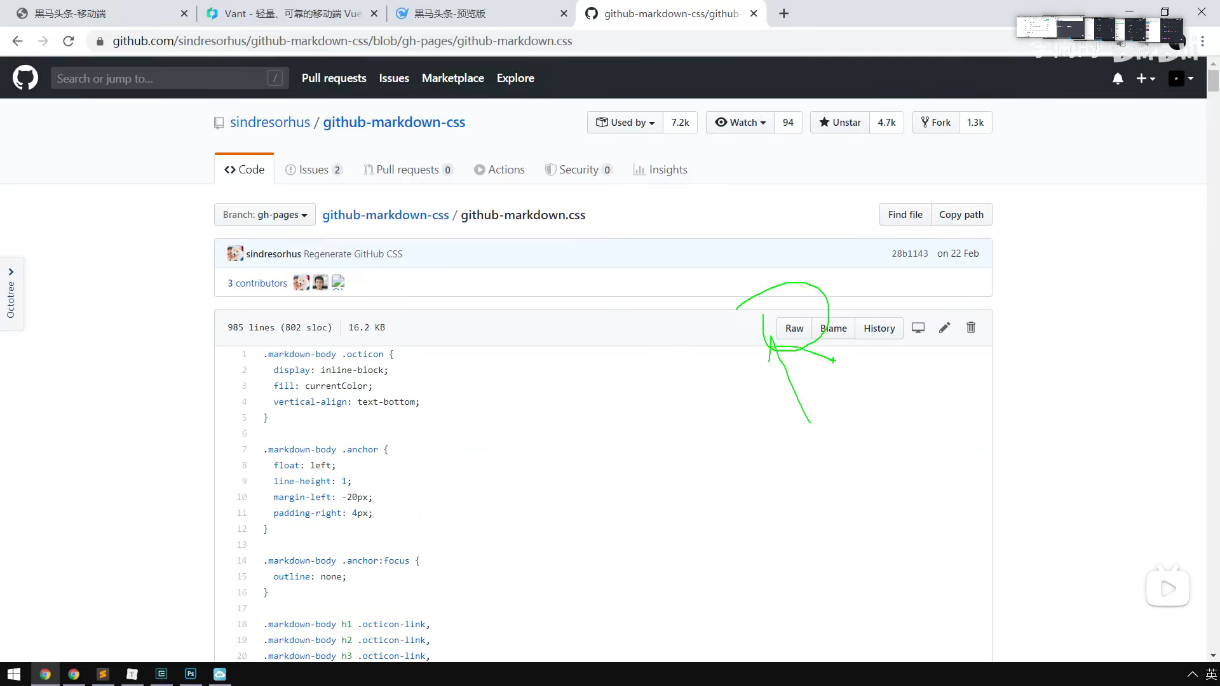 黑马头条-移动端
Vant - 轻量、可靠的移动端 Vue
黑马头条-预览版
github-markdown-css/github-
github.com/sindresorhus/github-markdown-css/blob/gh-pages/github-markdown.css
Search or jump to...
/
Pull requests
Issues
Marketplace
Explore
sindresorhus / github-markdown-css
Used by
7.2k
Watch
94
Unstar
4.7k
Fork
1.3k
Code
Issues 2
Pull requests 0
Actions
Security 0
Insights
Branch: gh-pages
github-markdown-css / github-markdown.css
Find file
Copy path
sindresorhus Regenerate GitHub CSS
28b1143 on 22 Feb
3 contributors
Octotree
985 lines (802 sloc)
16.2 KB
Raw
Blame
History
1 .markdown-body .octicon {
2 display: inline-block;
3 fill: currentColor;
4 vertical-align: text-bottom;
5 }
6
7 .markdown-body .anchor {
8 float: left;
9 line-height: 1;
10 margin-left: -20px;
11 padding-right: 4px;
12 }
13
14 .markdown-body .anchor:focus {
15 outline: none;
16 }
17
18 .markdown-body h1 .octicon-link,
19 .markdown-body h2 .octicon-link,
20 .markdown-body h3 .octicon-link,
英